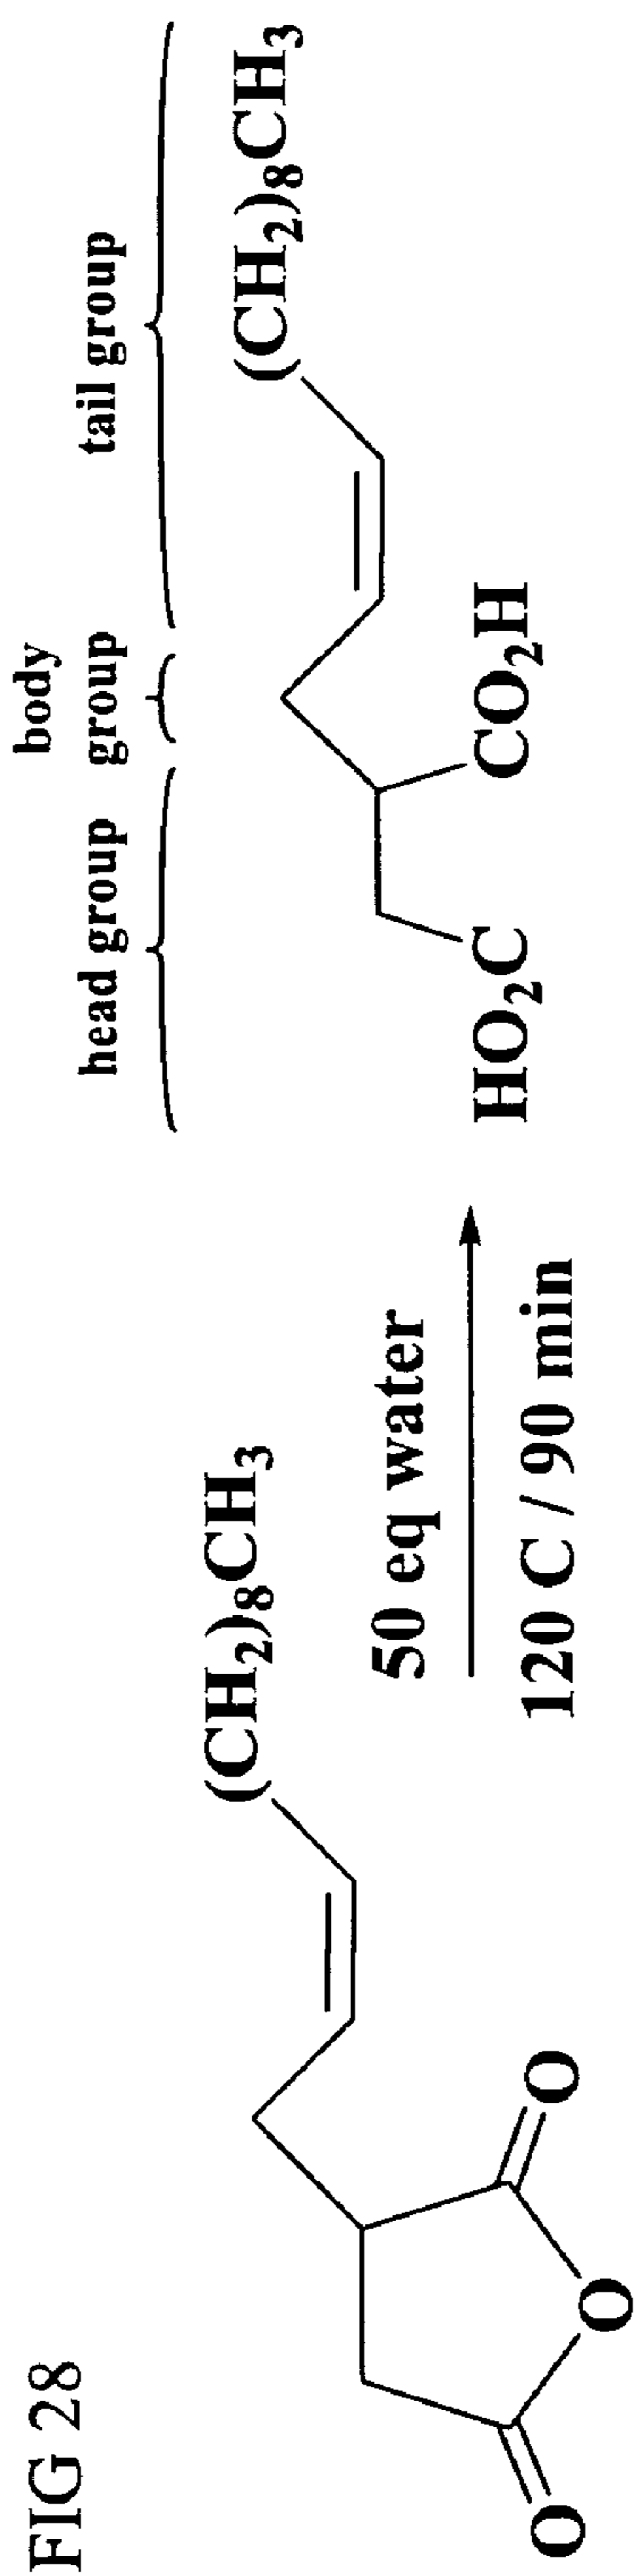 FIG 28
(CH2)8CH3
O
O
O
50 eq water
120 C / 90 min
head group
body
group
tail group
(CH2)8CH3
HO2C
CO2H